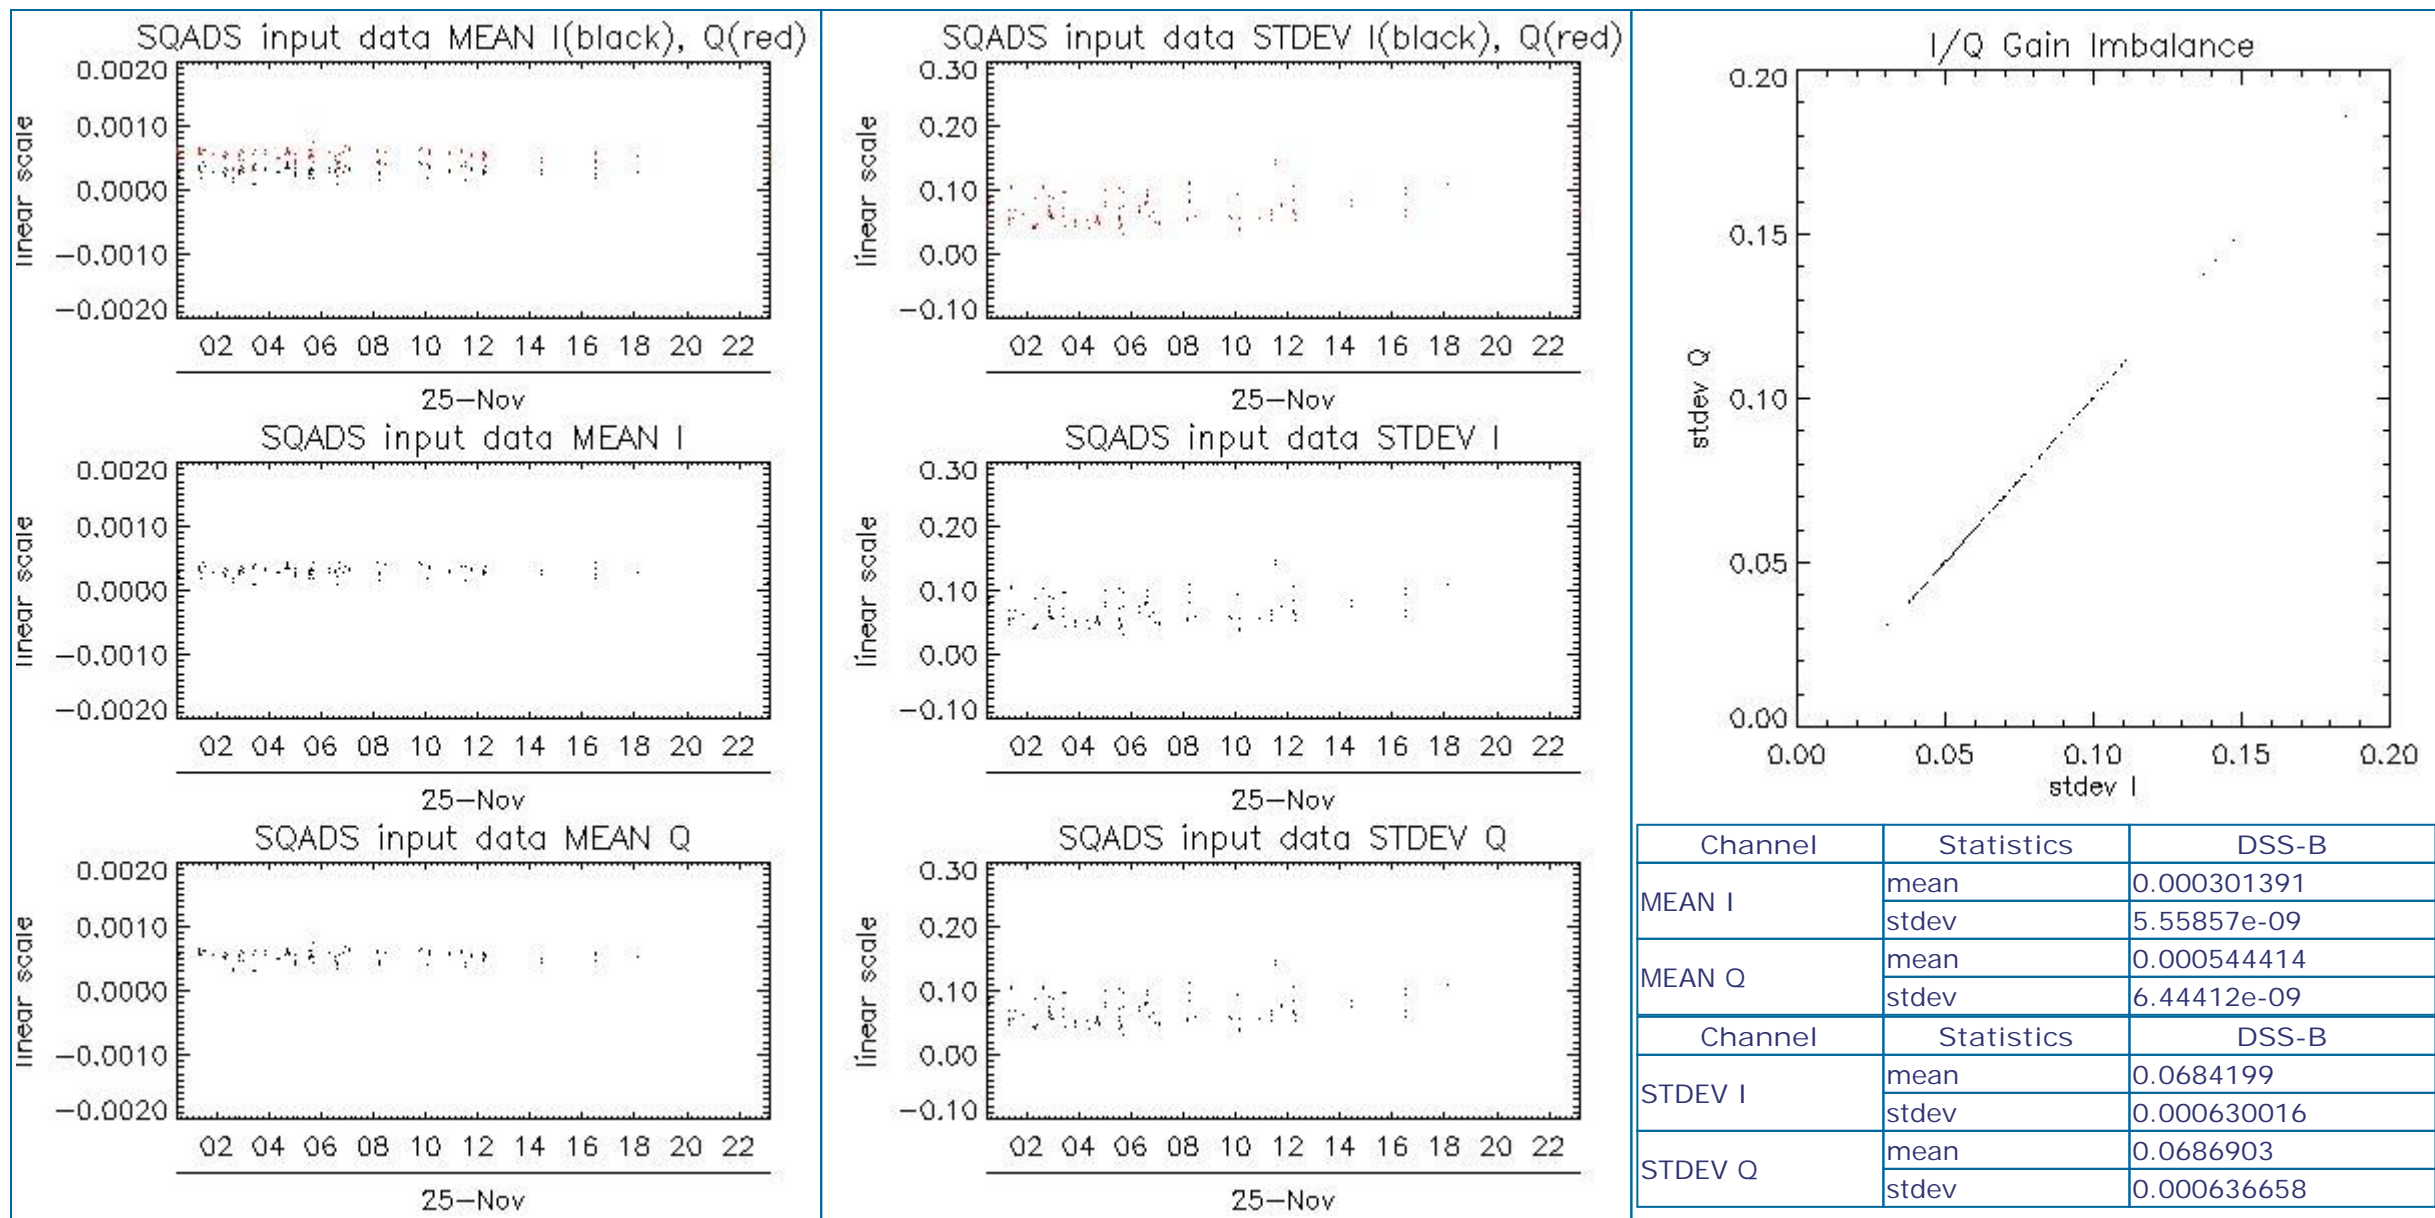 SQADS input data MEAN I(black), Q(red)
linear scale
0.0020
0.0010
0.0000
-0.0010
-0.0020
02 04 06 08 10 12 14 16 18 20 22
25-Nov
SQADS input data MEAN I
linear scale
0.0020
0.0010
0.0000
-0.0010
-0.0020
02 04 06 08 10 12 14 16 18 20 22
25-Nov
SQADS input data MEAN Q
linear scale
0.0020
0.0010
0.0000
-0.0010
-0.0020
02 04 06 08 10 12 14 16 18 20 22
25-Nov
SQADS input data STDEV I(black), Q(red)
linear scale
0.30
0.20
0.10
0.00
-0.10
02 04 06 08 10 12 14 16 18 20 22
25-Nov
SQADS input data STDEV I
linear scale
0.30
0.20
0.10
0.00
-0.10
02 04 06 08 10 12 14 16 18 20 22
25-Nov
SQADS input data STDEV Q
linear scale
0.30
0.20
0.10
0.00
-0.10
02 04 06 08 10 12 14 16 18 20 22
25-Nov
I/Q Gain Imbalance
stdev Q
0.20
0.15
0.10
0.05
0.00
0.00 0.05 0.10 0.15 0.20
stdev I
Channel Statistics DSS-B
MEAN I mean 0.000301391
stdev 5.55857e-09
MEAN Q mean 0.000544414
stdev 6.44412e-09
Channel Statistics DSS-B
STDEV I mean 0.0684199
stdev 0.000630016
STDEV Q mean 0.0686903
stdev 0.000636658